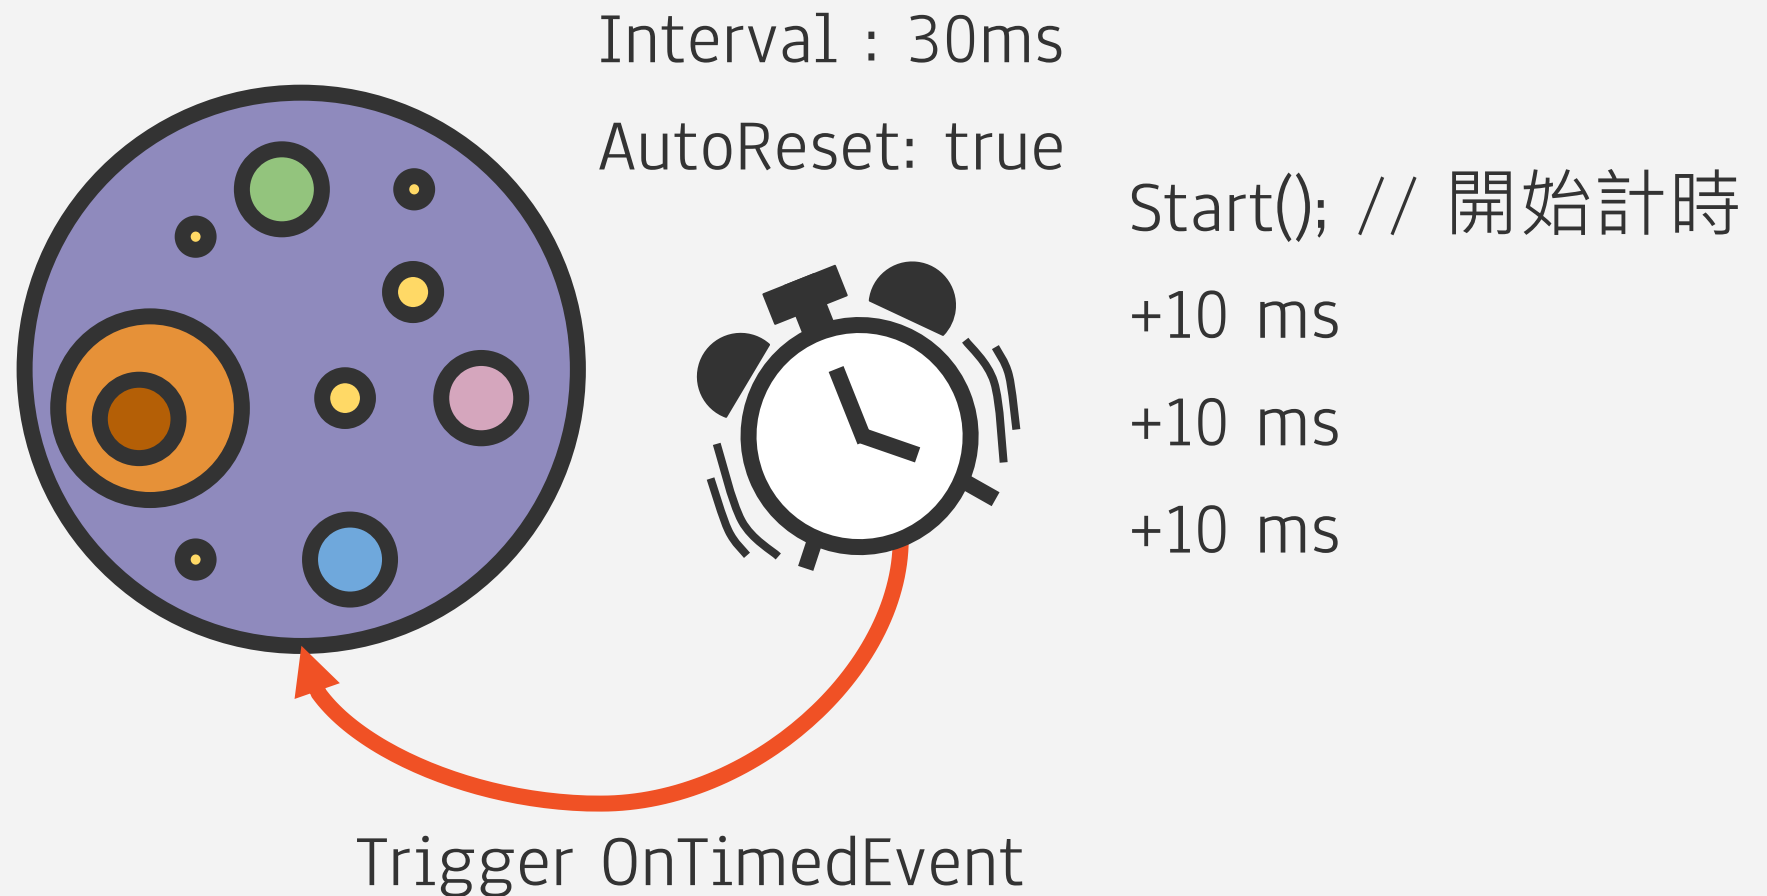 Interval : 30ms
AutoReset: true
Start(); // 開始計時
+10 ms
+10 ms
+10 ms
Trigger OnTimedEvent